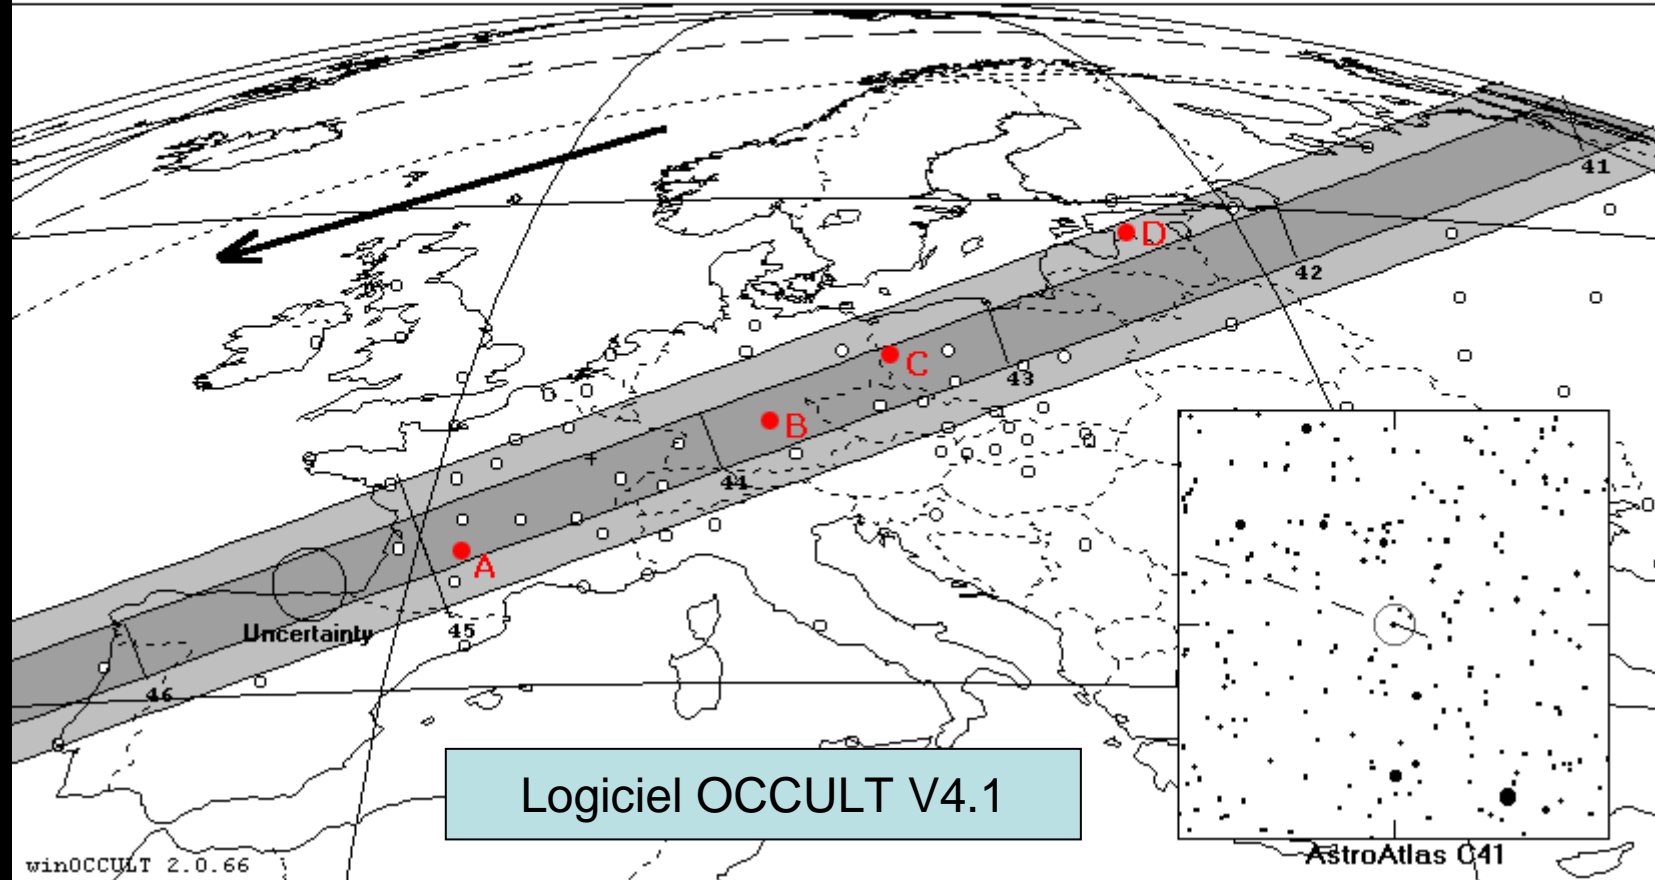 41
D
42
C
43
B
44
A
Uncertainty
45
46
Logiciel OCCULT V4.1
winOCCULT 2.0.66
AstroAtlas C41